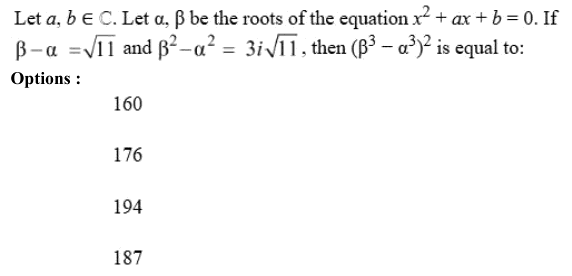 Let a, b ∈ C. Let α, β be the roots of the equation x² + ax + b = 0. If
β−α =√11 and β²−α² = 3i√11, then (β³ − α³)² is equal to:
Options :
160
176
194
187